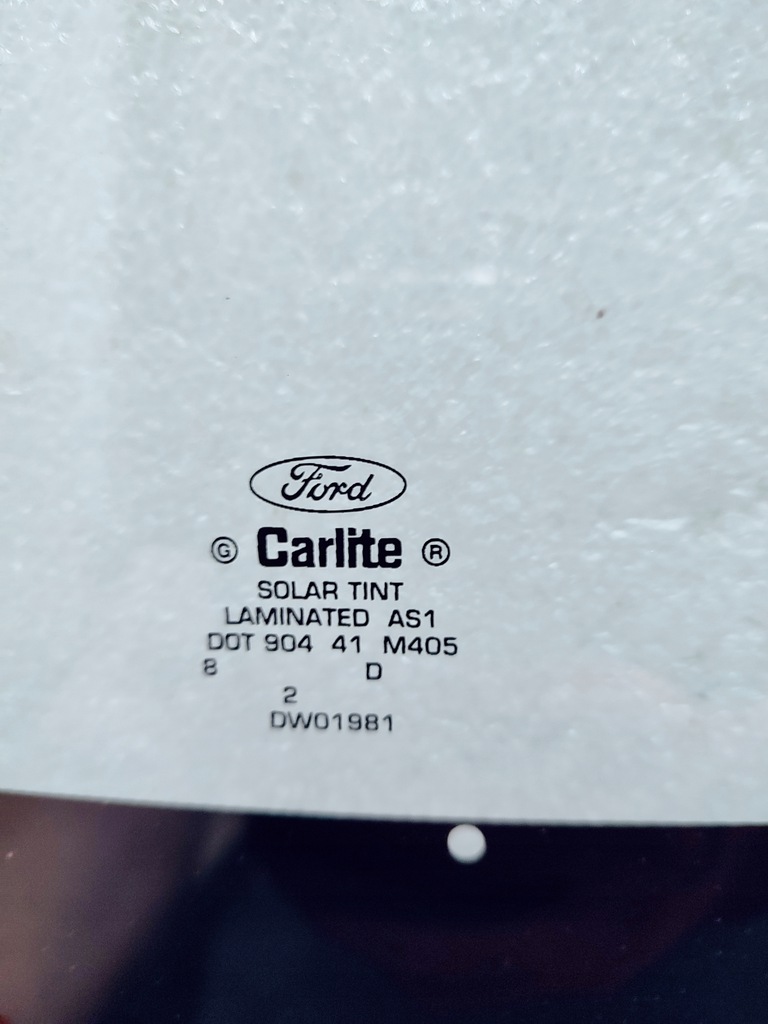 Ford
G Carlite ®
SOLAR TINT
LAMINATED AS1
DOT 904 41 M405
8 D
2
DW01981